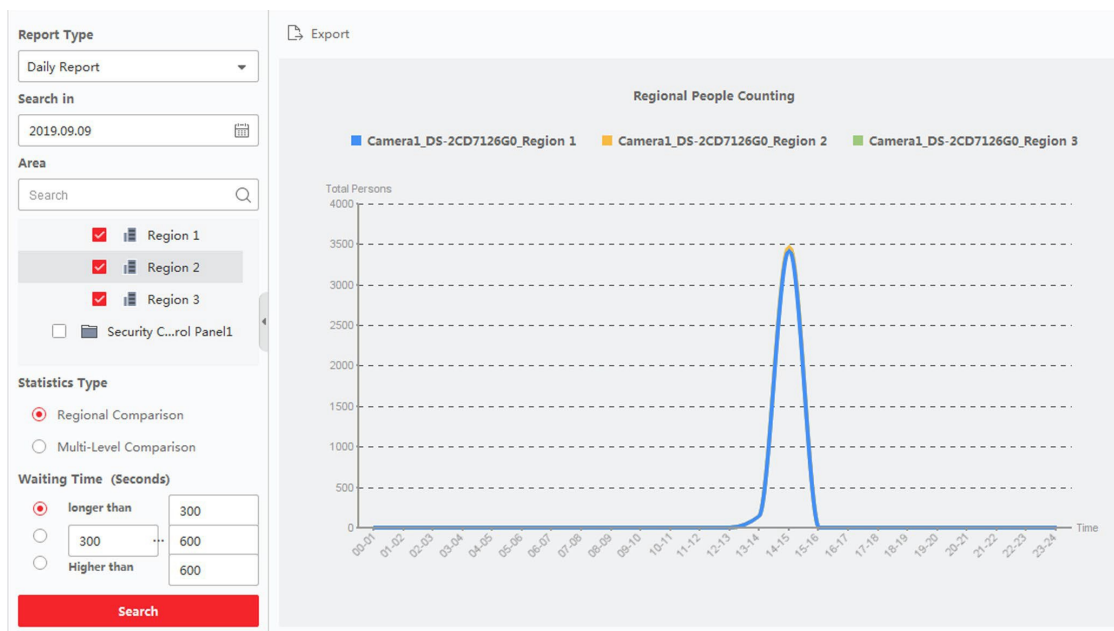 Report Type
Daily Report
Search in
2019.09.09
Area
Search
Region 1
Region 2
Region 3
Security C...rol Panel1
Statistics Type
Regional Comparison
Multi-Level Comparison
Waiting Time (Seconds)
longer than 300
300 ... 600
Higher than 600
Search
Export
Regional People Counting
Camera1_DS-2CD7126G0_Region 1 Camera1_DS-2CD7126G0_Region 2 Camera1_DS-2CD7126G0_Region 3
Total Persons
4000
3500
3000
2500
2000
1500
1000
500
0
Time
00-01 01-02 02-03 03-04 04-05 05-06 06-07 07-08 08-09 09-10 10-11 11-12 12-13 13-14 14-15 15-16 16-17 17-18 18-19 19-20 20-21 21-22 22-23 23-24